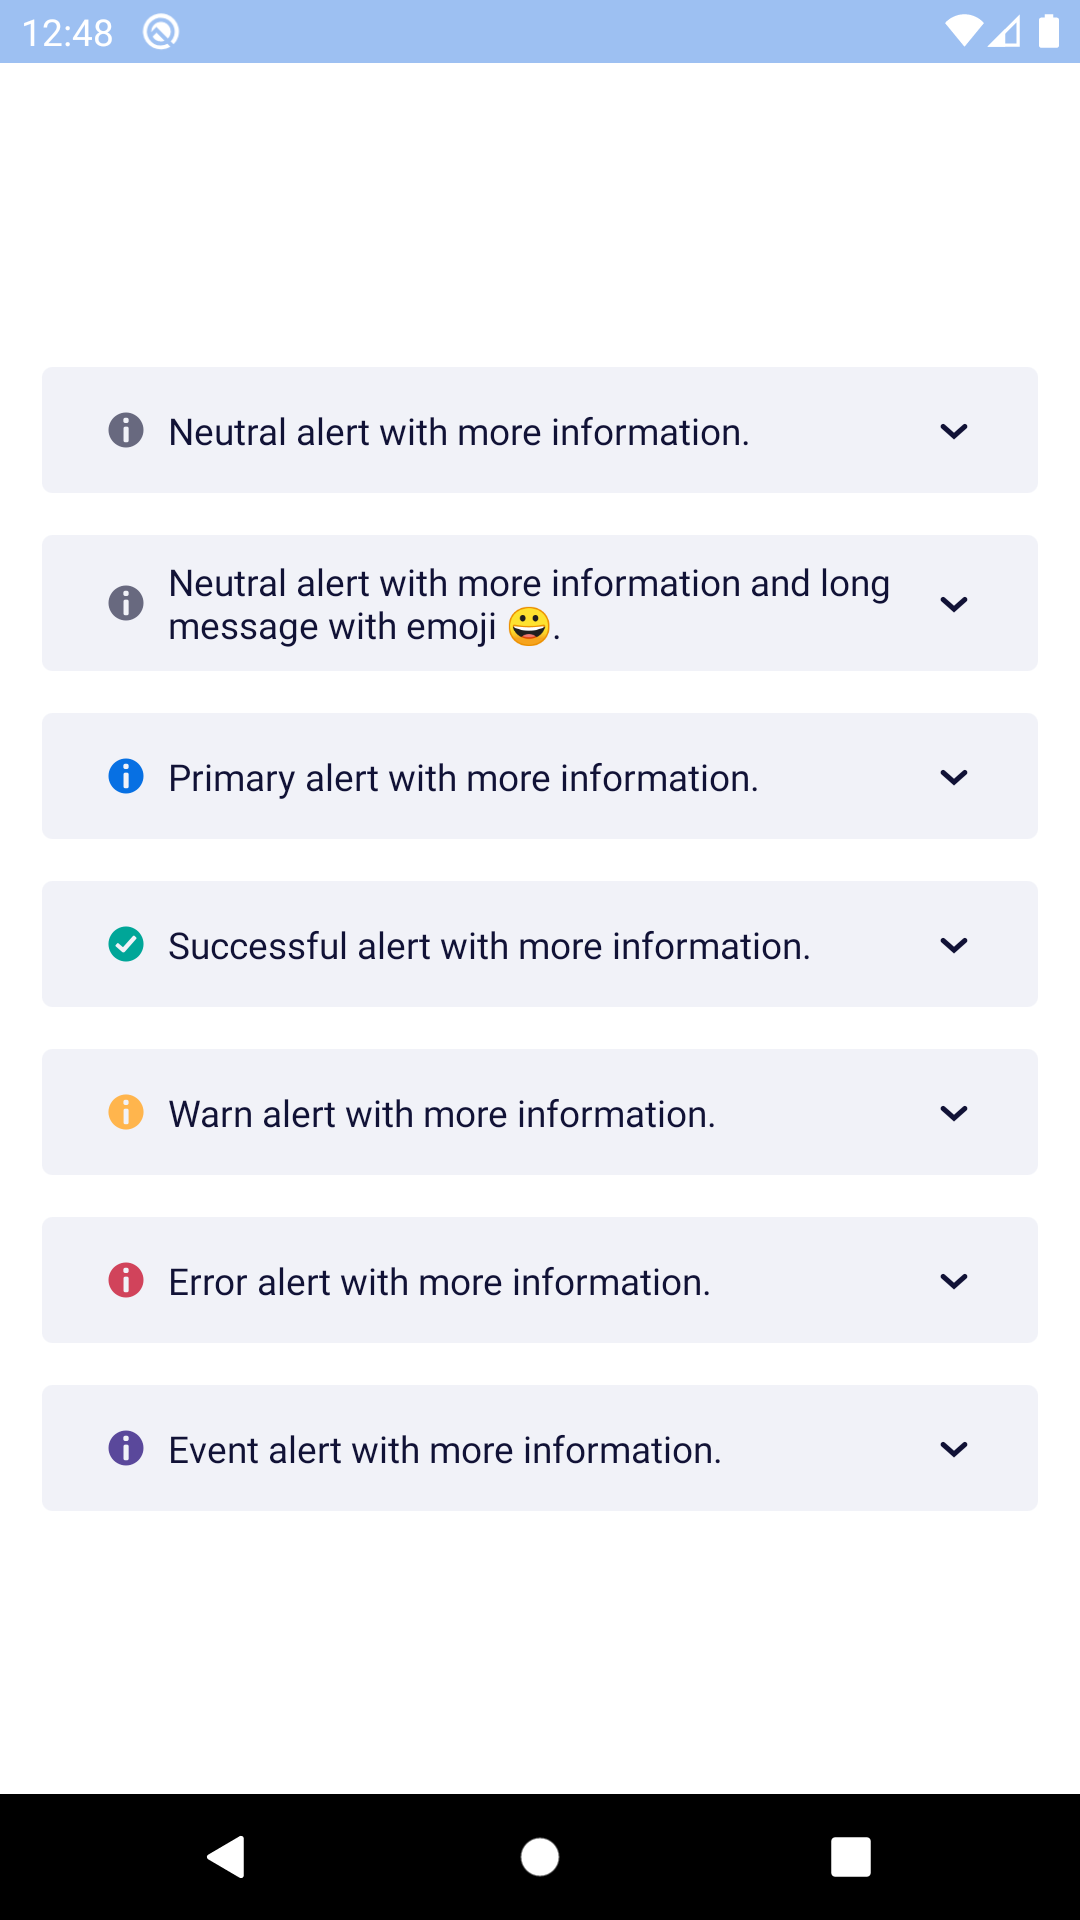 12:48
Neutral alert with more information.
Neutral alert with more information and long
message with emoji 😀.
Primary alert with more information.
Successful alert with more information.
Warn alert with more information.
Error alert with more information.
Event alert with more information.